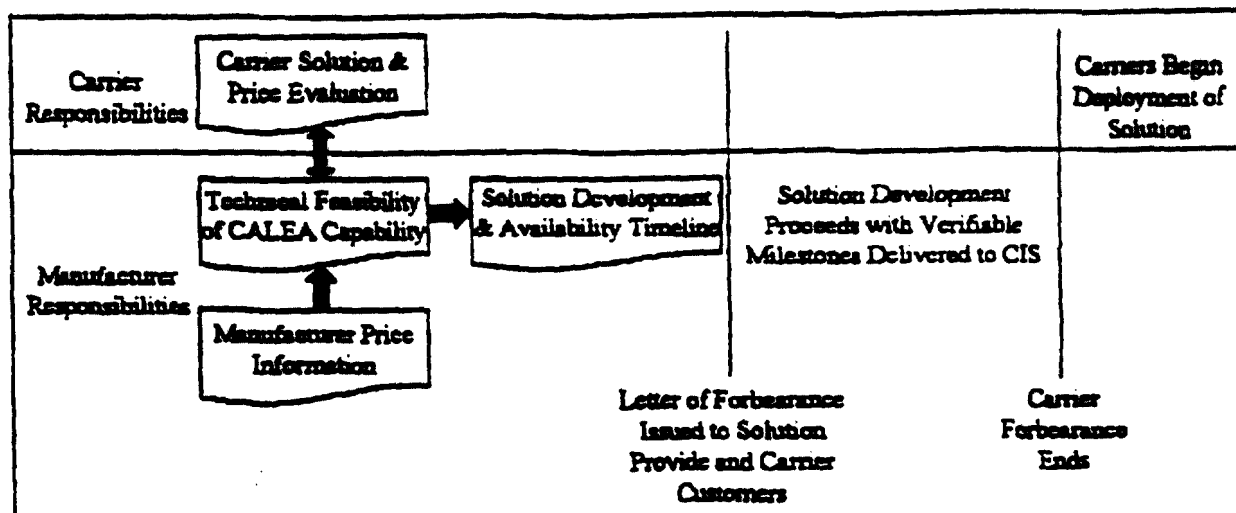 Carrier
Responsibilities
Carrier Solution &
Price Evaluation
Carriers Begin
Deployment of
Solution
Manufacturer
Responsibilities
Technical Feasibility
of CALEA Capability
Solution Development
& Availability Timeline
Solution Development
Proceeds with Verifiable
Milestones Delivered to CIS
Manufacturer Price
Information
Letter of Forbearance
Issued to Solution
Provide and Carrier
Customers
Carrier
Forbearance
Ends